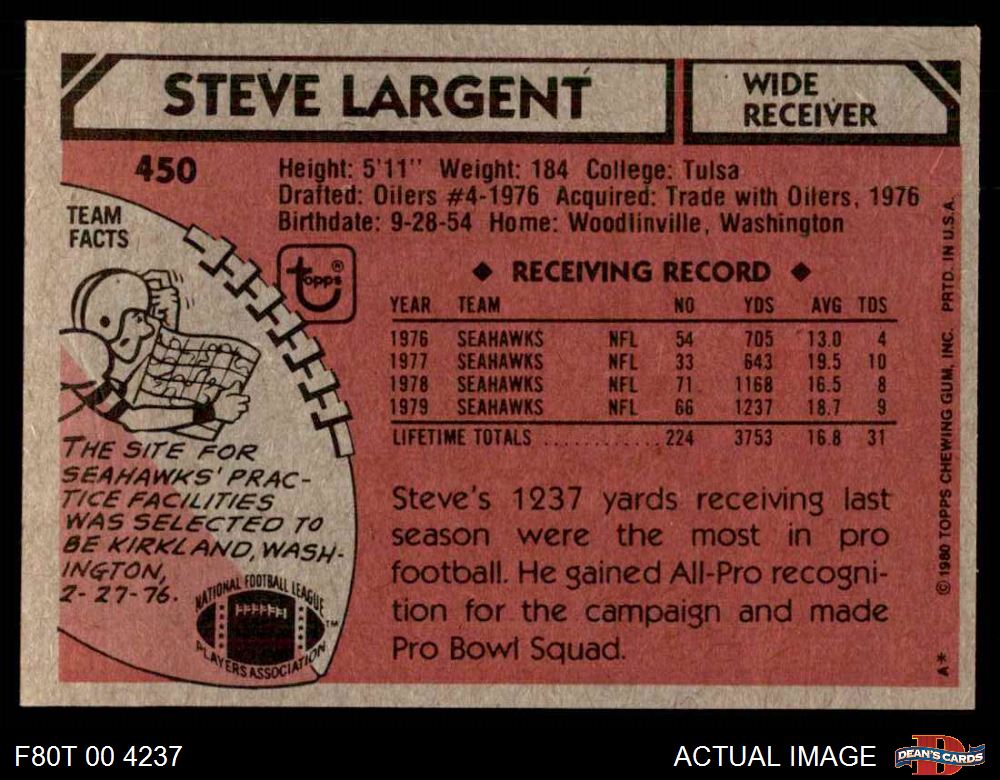 STEVE LARGENT
WIDE
RECEIVER
450
Height: 5'11" Weight: 184 College: Tulsa
Drafted: Oilers #4-1976 Acquired: Trade with Oilers, 1976
Birthdate: 9-28-54 Home: Woodinville, Washington
TEAM
FACTS
topps®
◆ RECEIVING RECORD ◆
YEAR TEAM NO YDS AVG TDS
1976 SEAHAWKS NFL 54 705 13.0 4
1977 SEAHAWKS NFL 33 643 19.5 10
1978 SEAHAWKS NFL 71 1168 16.5 8
1979 SEAHAWKS NFL 66 1237 18.7 9
LIFETIME TOTALS ............ 224 3753 16.8 31
THE SITE FOR
SEAHAWKS' PRAC-
TICE FACILITIES
WAS SELECTED TO
BE KIRKLAND, WASH-
INGTON,
2-27-76.
NATIONAL FOOTBALL LEAGUE
PLAYERS ASSOCIATION
TM
Steve's 1237 yards receiving last
season were the most in pro
football. He gained All-Pro recogni-
tion for the campaign and made
Pro Bowl Squad.
A* © 1980 TOPPS CHEWING GUM, INC. PRTD. IN U.S.A.
F80T 00 4237
ACTUAL IMAGE
D
DEAN'S CARDS